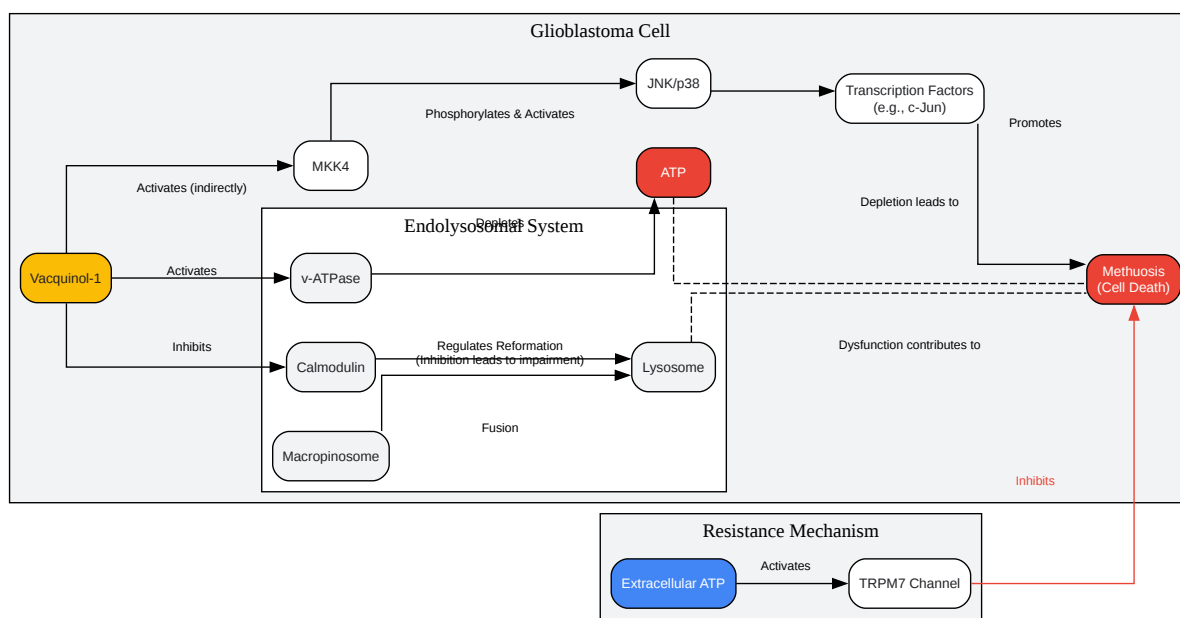 Glioblastoma Cell
JNK/p38
Transcription Factors
(e.g., c-Jun)
Phosphorylates & Activates
Promotes
MKK4
ATP
Activates (indirectly)
Depletion leads to
Depletes
Endolysosomal System
Vacquinol-1
Activates
v-ATPase
Methuosis
(Cell Death)
Inhibits
Regulates Reformation
(Inhibition leads to impairment)
Dysfunction contributes to
Calmodulin
Lysosome
Fusion
Macropinosome
Inhibits
Resistance Mechanism
Extracellular ATP
Activates
TRPM7 Channel